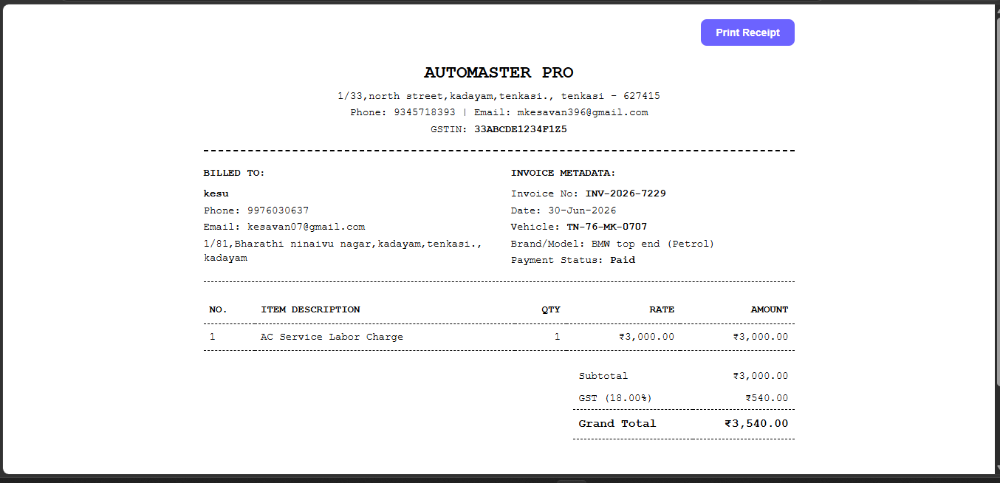 Print Receipt
AUTOMASTER PRO
1/33,north street,kadayam,tenkasi., tenkasi - 627415
Phone: 9345718393 | Email: mkesavan396@gmail.com
GSTIN: 33ABCDE1234F1Z5
BILLED TO:
kesu
Phone: 9976030637
Email: kesavan07@gmail.com
1/81,Bharathi ninaivu nagar,kadayam,tenkasi.,
kadayam
INVOICE METADATA:
Invoice No: INV-2026-7229
Date: 30-Jun-2026
Vehicle: TN-76-MK-0707
Brand/Model: BMW top end (Petrol)
Payment Status: Paid
NO. ITEM DESCRIPTION QTY RATE AMOUNT
1 AC Service Labor Charge 1 ₹3,000.00 ₹3,000.00
Subtotal ₹3,000.00
GST (18.00%) ₹540.00
Grand Total ₹3,540.00